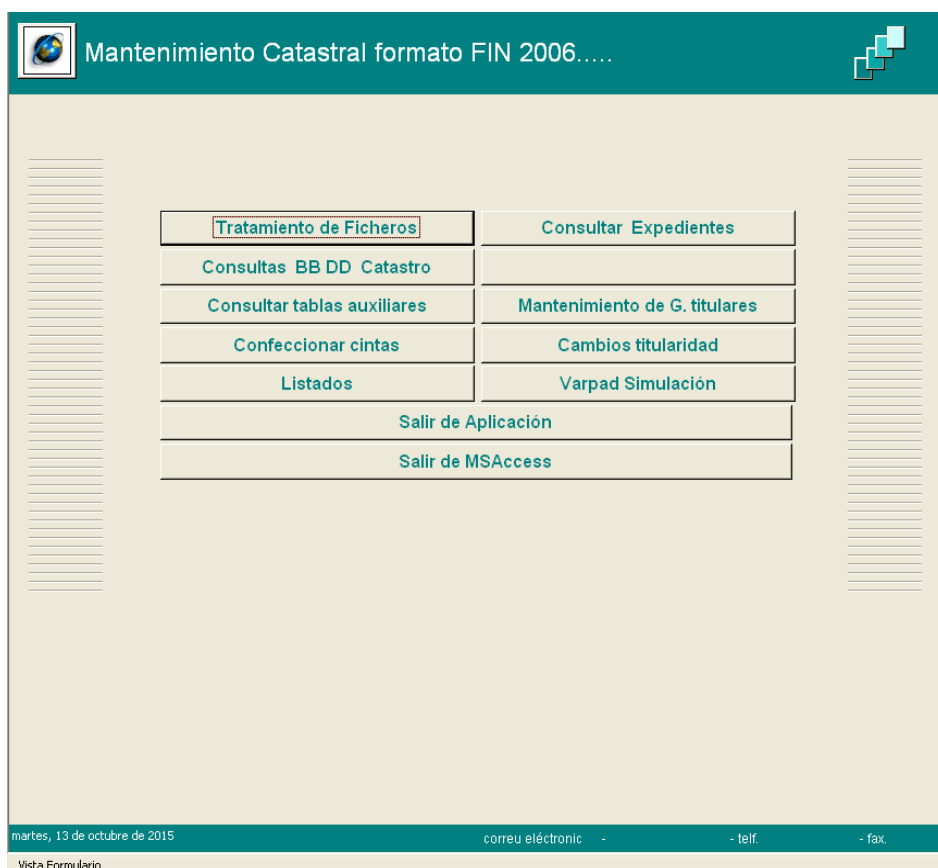 Mantenimiento Catastral formato FIN 2006.....
Tratamiento de Ficheros
Consultar Expedientes
Consultas BB DD Catastro
Consultar tablas auxiliares
Mantenimiento de G. titulares
Confeccionar cintas
Cambios titularidad
Listados
Varpad Simulación
Salir de Aplicación
Salir de MSAccess
martes, 13 de octubre de 2015
correu eléctronic - - telf. - fax.
Vista Formulario